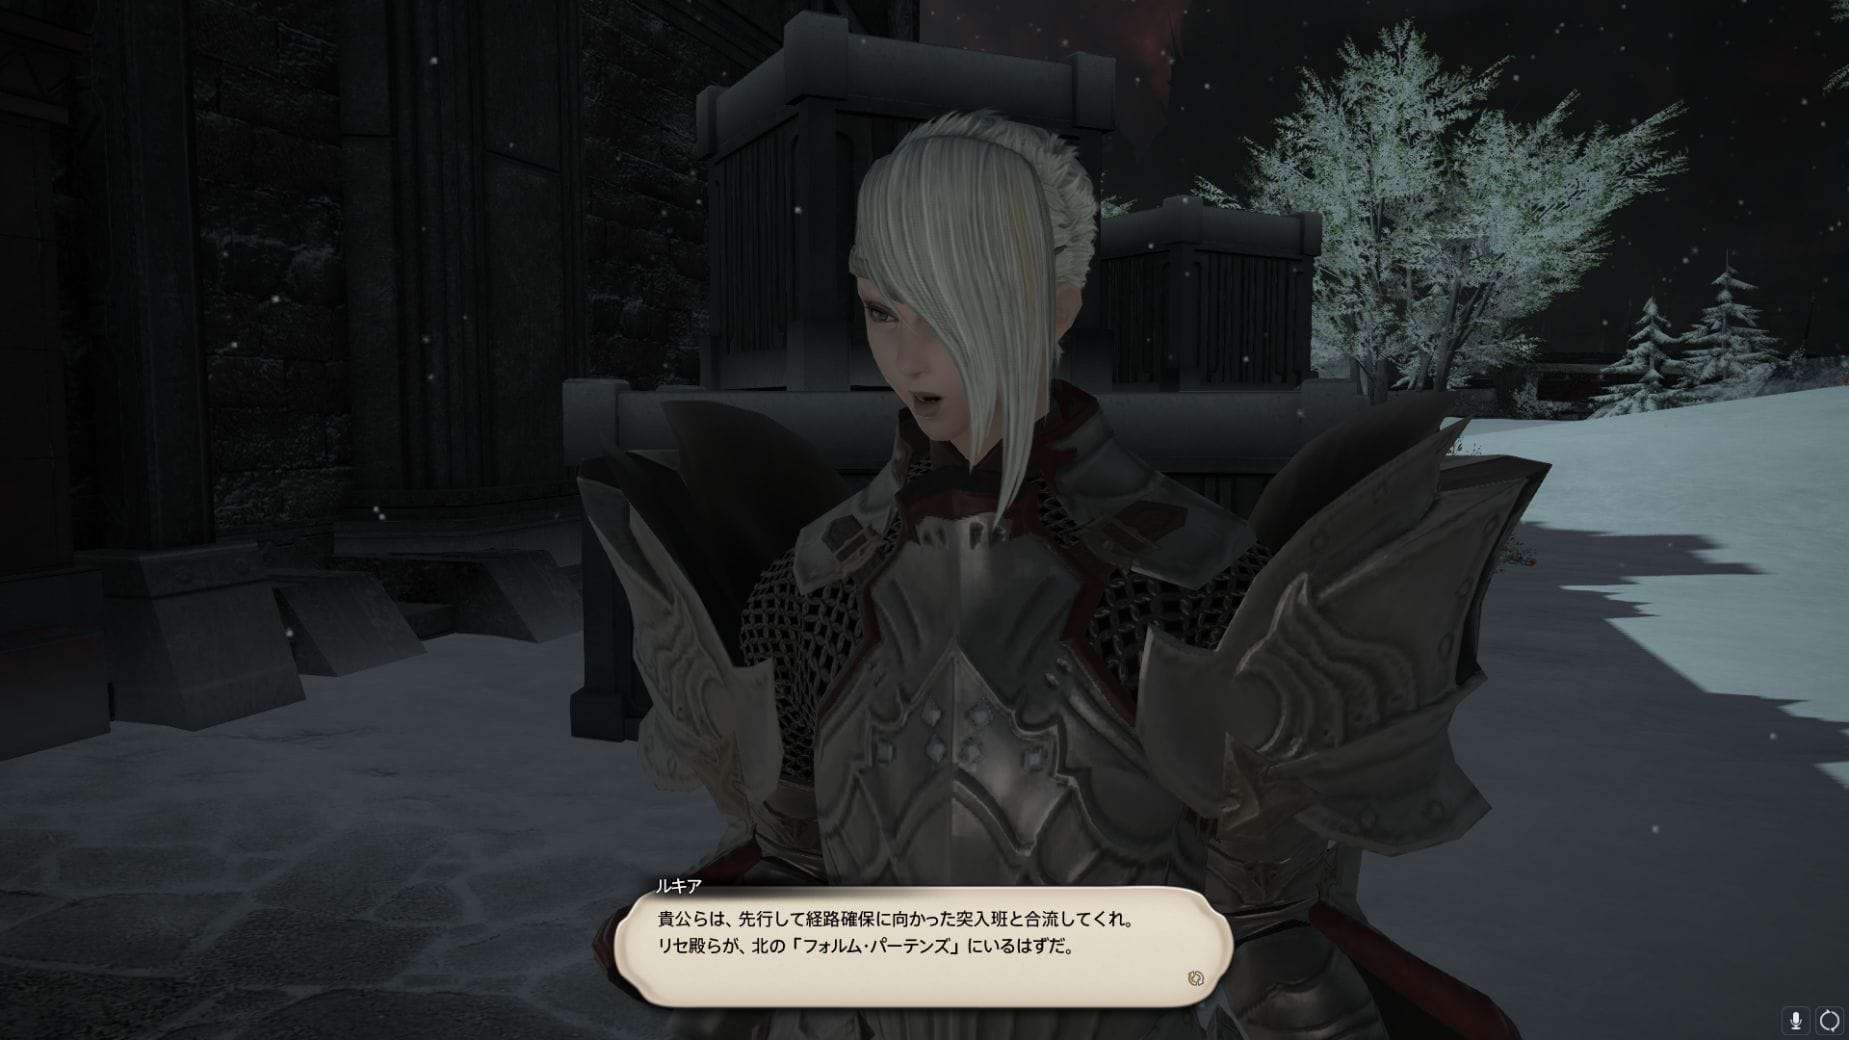 ルキア
貴公らは、先行して経路確保に向かった突入班と合流してくれ。
リセ殿らが、北の「フォルム・パーテンズ」にいるはずだ。